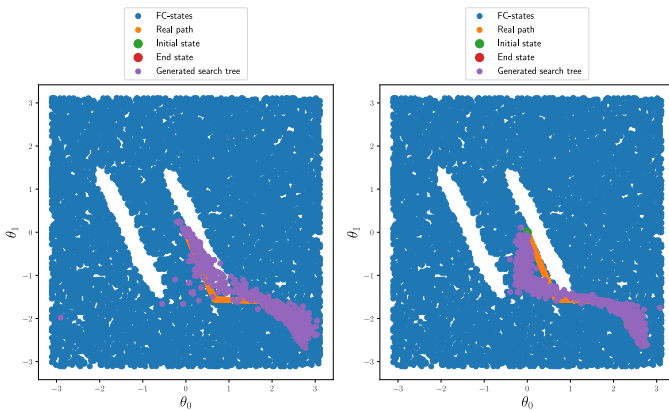 FC-states
Real path
Initial state
End state
Generated search tree
3
2
1
0
−1
−2
−3
θ1
−3
−2
−1
0
1
2
3
θ0
FC-states
Real path
Initial state
End state
Generated search tree
3
2
1
0
−1
−2
−3
θ1
−3
−2
−1
0
1
2
3
θ0